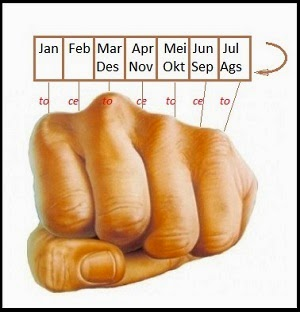 Jan Feb Mar Apr Mei Jun Jul
Des Nov Okt Sep Ags
to ce to ce to ce to